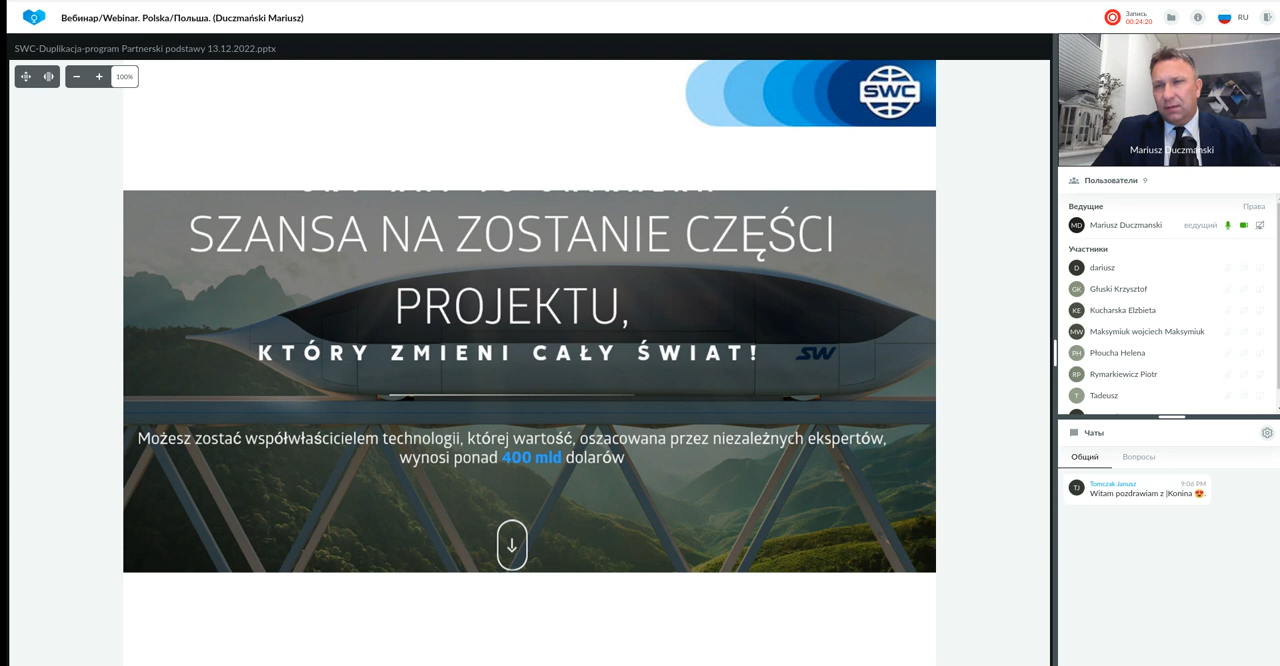 Вебинар/Webinar. Polska/Польша. (Duczmański Mariusz)
Запись
00:24:20
RU
SWC-Duplikacja-program Partnerski podstawy 13.12.2022.pptx
100%
SWC
SZANSA NA ZOSTANIE CZĘŚCI
PROJEKTU,
KTÓRY ZMIENI CAŁY ŚWIAT!
SW
Możesz zostać współwłaścicielem technologii, której wartość, oszacowana przez niezależnych ekspertów,
wynosi ponad 400 mld dolarów
Mariusz Duczmanski
Пользователи 9
Ведущие Права
MD Mariusz Duczmanski ведущий
Участники
D dariusz
GK Głuski Krzysztof
KE Kucharska Elzbieta
MW Maksymiuk wojciech Maksymiuk
PH Płoucha Helena
RP Rymarkiewicz Piotr
T Tadeusz
Чаты
Общий Вопросы
TJ Tomczak Janusz 9:06 PM
Witam pozdrawiam z |Konina 😍.